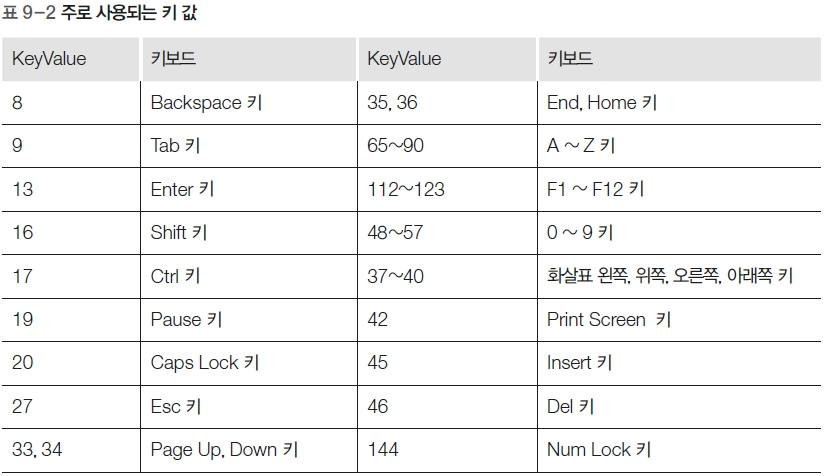 표 9-2 주로 사용되는 키 값
KeyValue 키보드 KeyValue 키보드
8 Backspace 키 35, 36 End, Home 키
9 Tab 키 65~90 A ~ Z 키
13 Enter 키 112~123 F1 ~ F12 키
16 Shift 키 48~57 0 ~ 9 키
17 Ctrl 키 37~40 화살표 왼쪽, 위쪽, 오른쪽, 아래쪽 키
19 Pause 키 42 Print Screen 키
20 Caps Lock 키 45 Insert 키
27 Esc 키 46 Del 키
33, 34 Page Up, Down 키 144 Num Lock 키